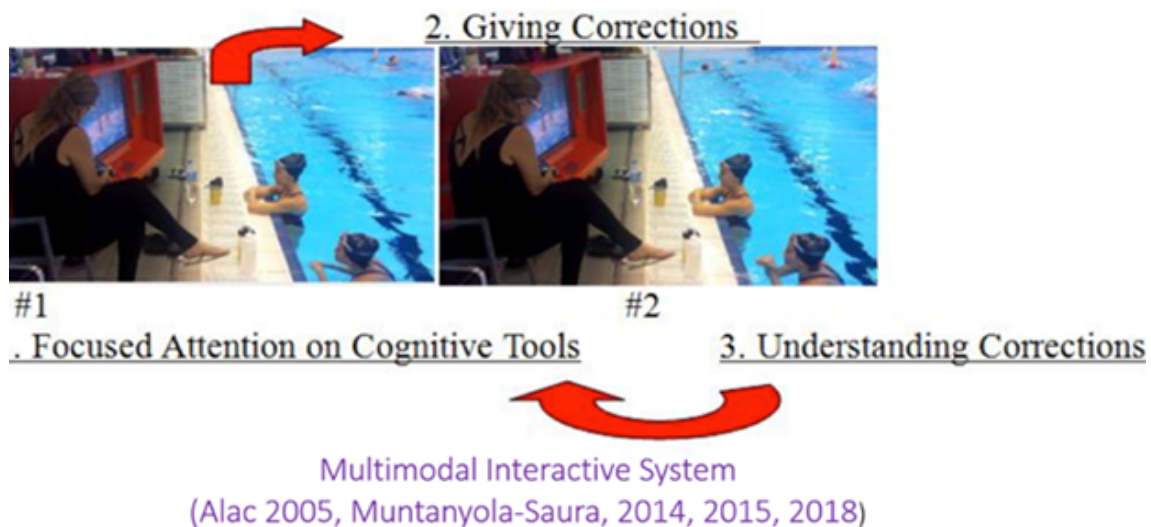 2. Giving Corrections
#1
#2
. Focused Attention on Cognitive Tools
3. Understanding Corrections
Multimodal Interactive System
(Alac 2005, Muntanyola-Saura, 2014, 2015, 2018)